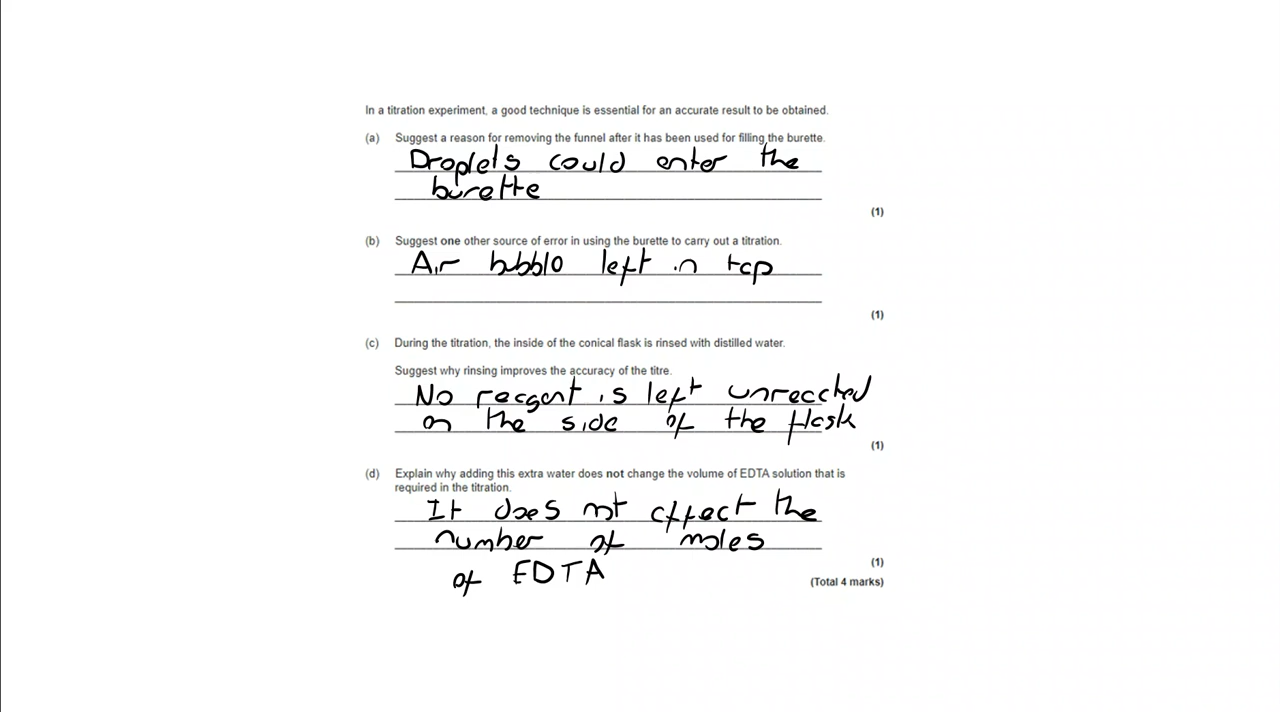 In a titration experiment, a good technique is essential for an accurate result to be obtained.
(a) Suggest a reason for removing the funnel after it has been used for filling the burette.
Droplets could enter the
burette
(1)
(b) Suggest one other source of error in using the burette to carry out a titration.
Air bubble left in tap
(1)
(c) During the titration, the inside of the conical flask is rinsed with distilled water.
Suggest why rinsing improves the accuracy of the titre.
No reagent is left unreacted
on the side of the flask
(1)
(d) Explain why adding this extra water does not change the volume of EDTA solution that is
required in the titration.
It does not affect the
number of moles
(1)
of EDTA
(Total 4 marks)